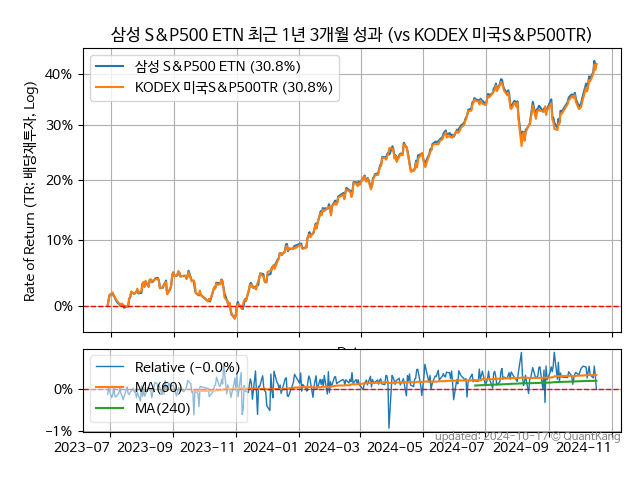 삼성 S&P500 ETN 최근 1년 3개월 성과 (vs KODEX 미국S&P500TR)
삼성 S&P500 ETN (30.8%)
KODEX 미국S&P500TR (30.8%)
Rate of Return (TR: 배당재투자, Log)
40%
30%
20%
10%
0%
Relative (-0.0%)
MA(60)
MA(240)
0%
-1%
updated: 2024-10-17 © QuantKang
2023-07 2023-09 2023-11 2024-01 2024-03 2024-05 2024-07 2024-09 2024-11